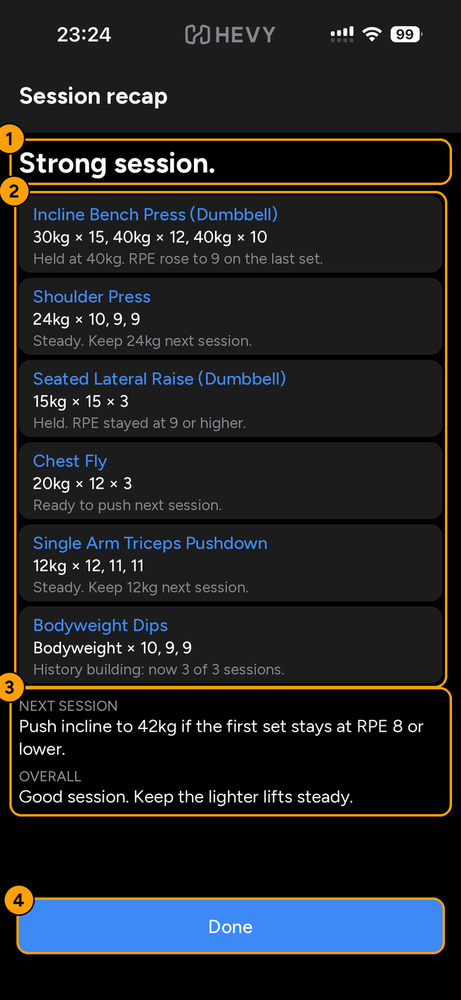 23:24
HEVY
99
Session recap
1
Strong session.
2
Incline Bench Press (Dumbbell)
30kg × 15, 40kg × 12, 40kg × 10
Held at 40kg. RPE rose to 9 on the last set.
Shoulder Press
24kg × 10, 9, 9
Steady. Keep 24kg next session.
Seated Lateral Raise (Dumbbell)
15kg × 15 × 3
Held. RPE stayed at 9 or higher.
Chest Fly
20kg × 12 × 3
Ready to push next session.
Single Arm Triceps Pushdown
12kg × 12, 11, 11
Steady. Keep 12kg next session.
Bodyweight Dips
Bodyweight × 10, 9, 9
History building: now 3 of 3 sessions.
3
NEXT SESSION
Push incline to 42kg if the first set stays at RPE 8 or
lower.
OVERALL
Good session. Keep the lighter lifts steady.
4
Done